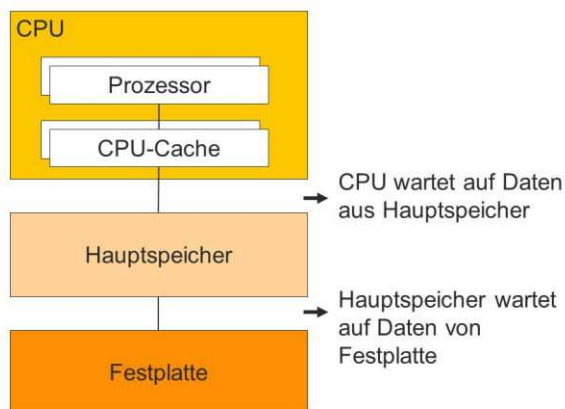 CPU
Prozessor
CPU-Cache
CPU wartet auf Daten
aus Hauptspeicher
Hauptspeicher
Hauptspeicher wartet
auf Daten von
Festplatte
Festplatte